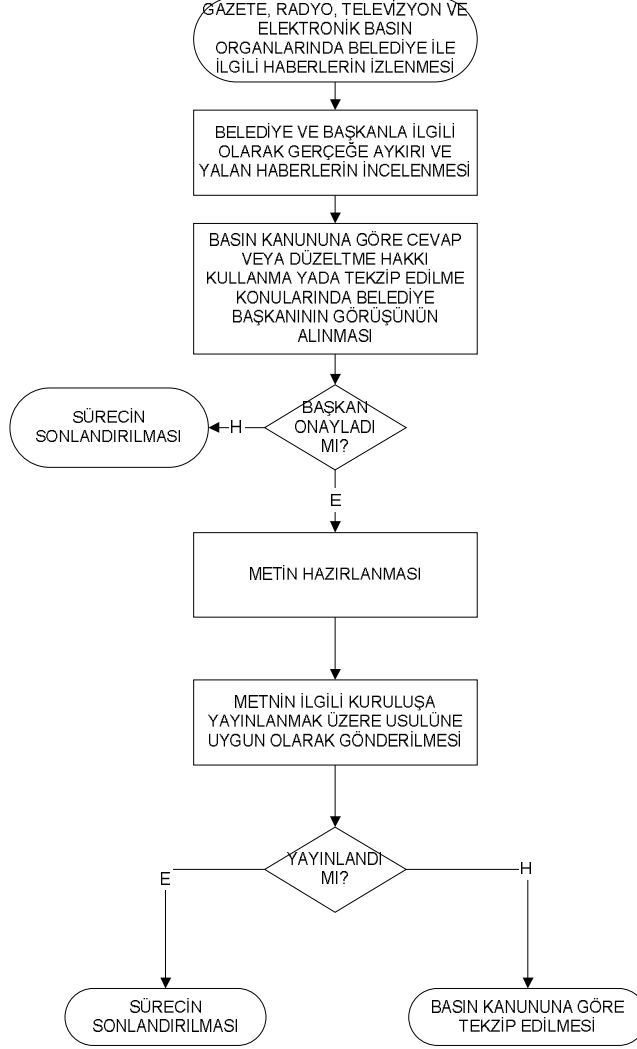 GAZETE, RADYO, TELEVİZYON VE
ELEKTRONİK BASIN
ORGANLARINDA BELEDİYE İLE
İLGİLİ HABERLERİN İZLENMESİ
BELEDİYE VE BAŞKANLA İLGİLİ
OLARAK GERÇEĞE AYKIRI VE
YALAN HABERLERİN İNCELENMESİ
BASIN KANUNUNA GÖRE CEVAP
VEYA DÜZELTME HAKKI
KULLANMA YADA TEKZİP EDİLME
KONULARINDA BELEDİYE
BAŞKANININ GÖRÜŞÜNÜN
ALINMASI
BAŞKAN
ONAYLADI
MI?
H
SÜRECİN
SONLANDIRILMASI
E
METİN HAZIRLANMASI
METNİN İLGİLİ KURULUŞA
YAYINLANMAK ÜZERE USULÜNE
UYGUN OLARAK GÖNDERİLMESİ
YAYINLANDI
MI?
E
H
SÜRECİN
SONLANDIRILMASI
BASIN KANUNUNA GÖRE
TEKZİP EDİLMESİ